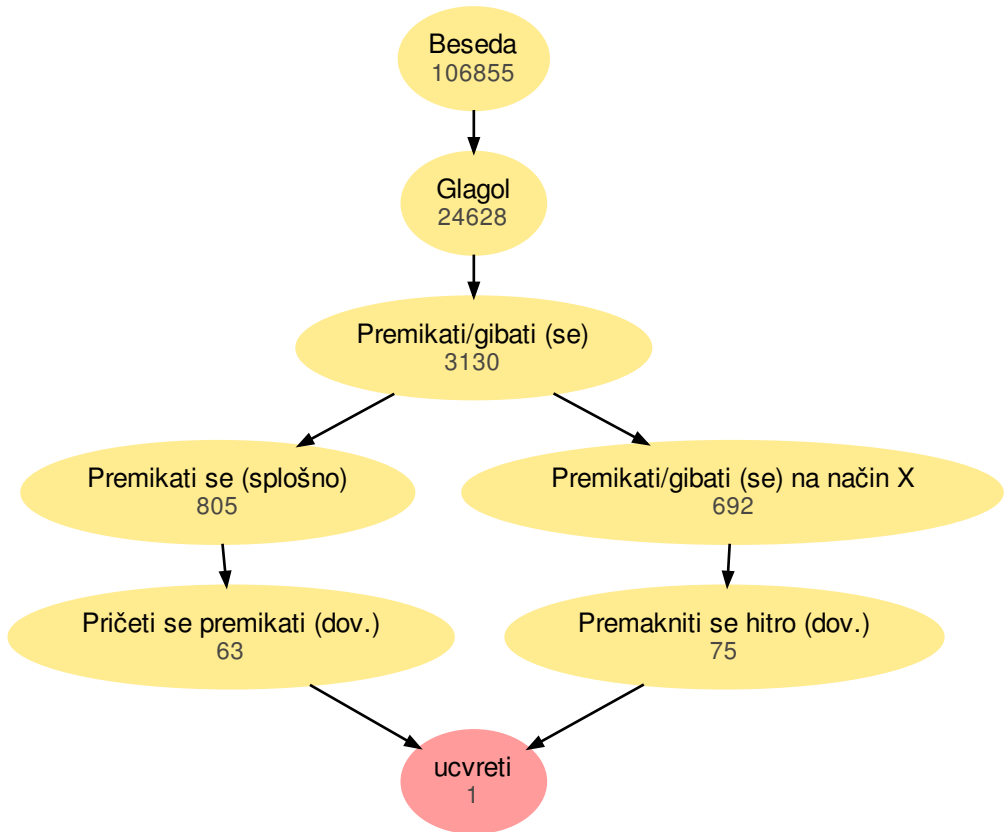 Beseda
106855
Glagol
24628
Premikati/gibati (se)
3130
Premikati se (splošno)
805
Premikati/gibati (se) na način X
692
Pričeti se premikati (dov.)
63
Premakniti se hitro (dov.)
75
ucvreti
1